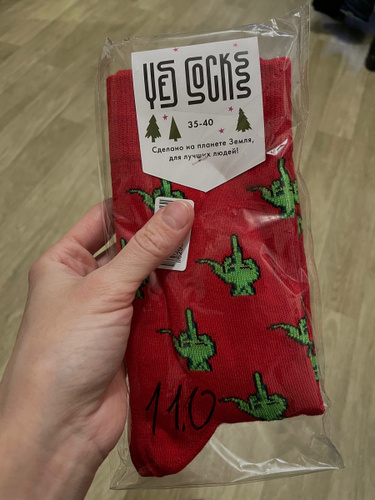 YES SOCKS
35-40
Сделано на планете Земля,
для лучших людей!
110